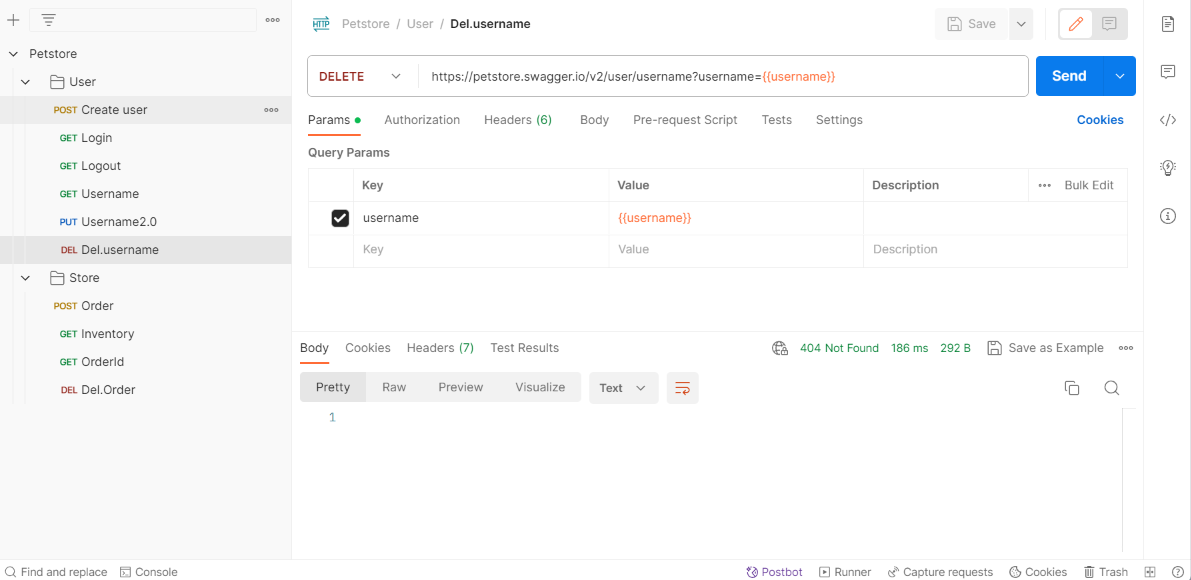 HTTP Petstore / User / Del.username Save
Petstore
User
POST Create user
GET Login
GET Logout
GET Username
PUT Username2.0
DEL Del.username
Store
POST Order
GET Inventory
GET OrderId
DEL Del.Order
DELETE https://petstore.swagger.io/v2/user/username?username={{username}} Send
Params Authorization Headers (6) Body Pre-request Script Tests Settings Cookies
Query Params
Key Value Description Bulk Edit
username {{username}}
Key Value Description
Body Cookies Headers (7) Test Results 404 Not Found 186 ms 292 B Save as Example
Pretty Raw Preview Visualize Text
1
Find and replace Console Postbot Runner Capture requests Cookies Trash